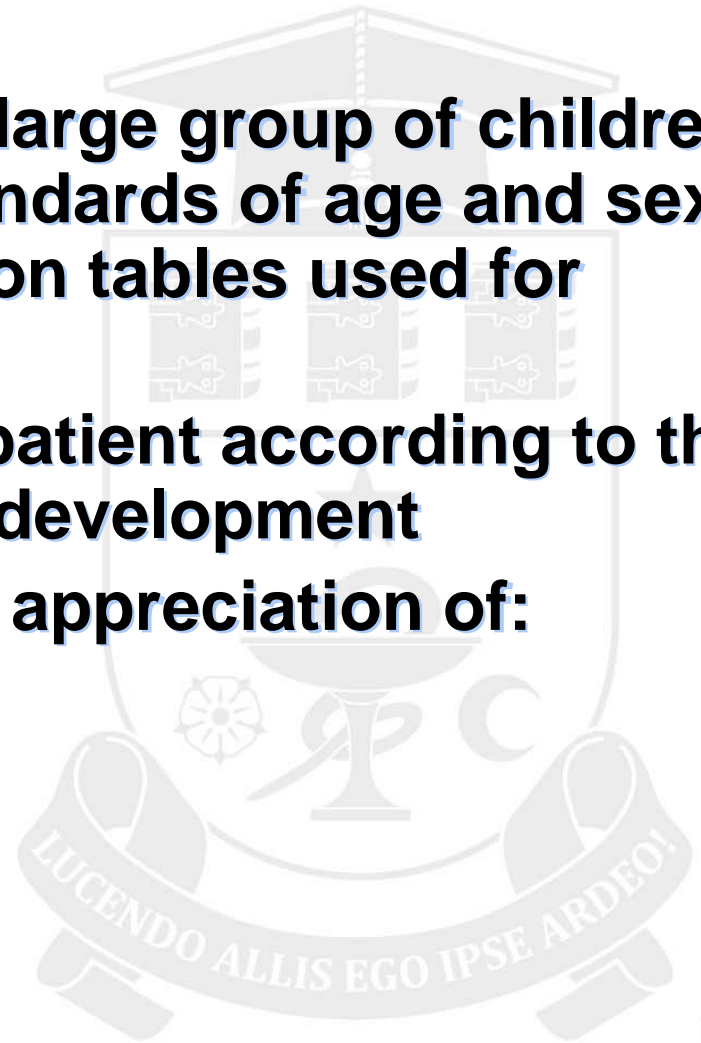 large group of childre
ndards of age and sex
on tables used for
patient according to th
development
appreciation of:
LUCENDO ALLIS EGO IPSE ARDEO!